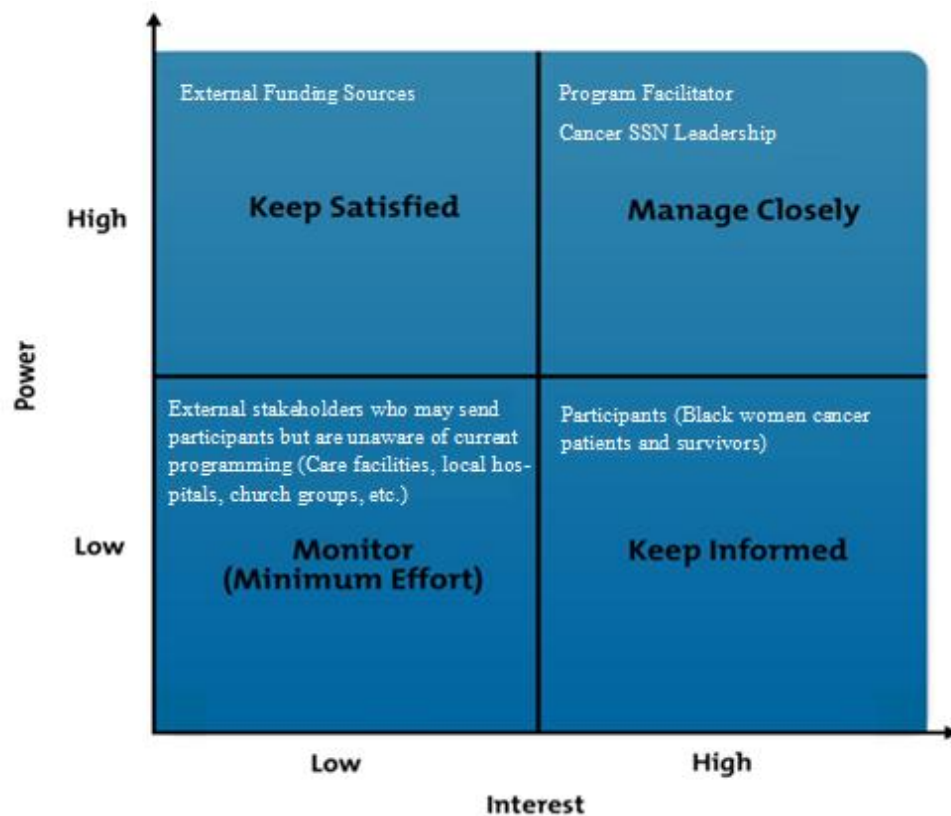 External Funding Sources
Program Facilitator
Cancer SSN Leadership
Keep Satisfied
Manage Closely
High
Power
External stakeholders who may send
participants but are unaware of current
programming (Care facilities, local hos-
pitals, church groups, etc.)
Participants (Black women cancer
patients and survivors)
Low
Monitor
(Minimum Effort)
Keep Informed
Low
High
Interest